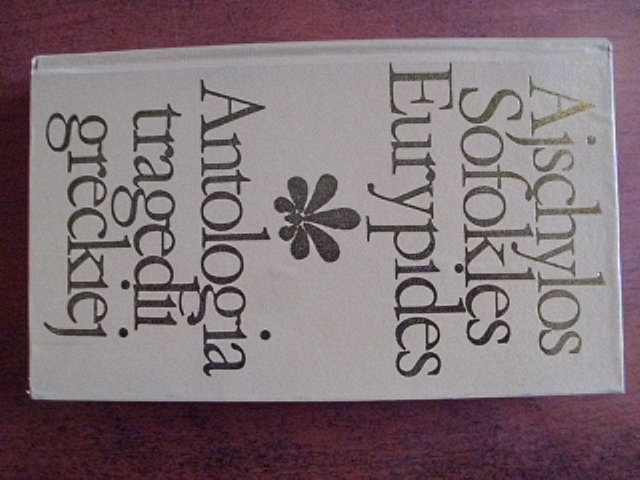 Ajschylos
Sofokles
Eurypides
Antologia
tragedii
greckiej